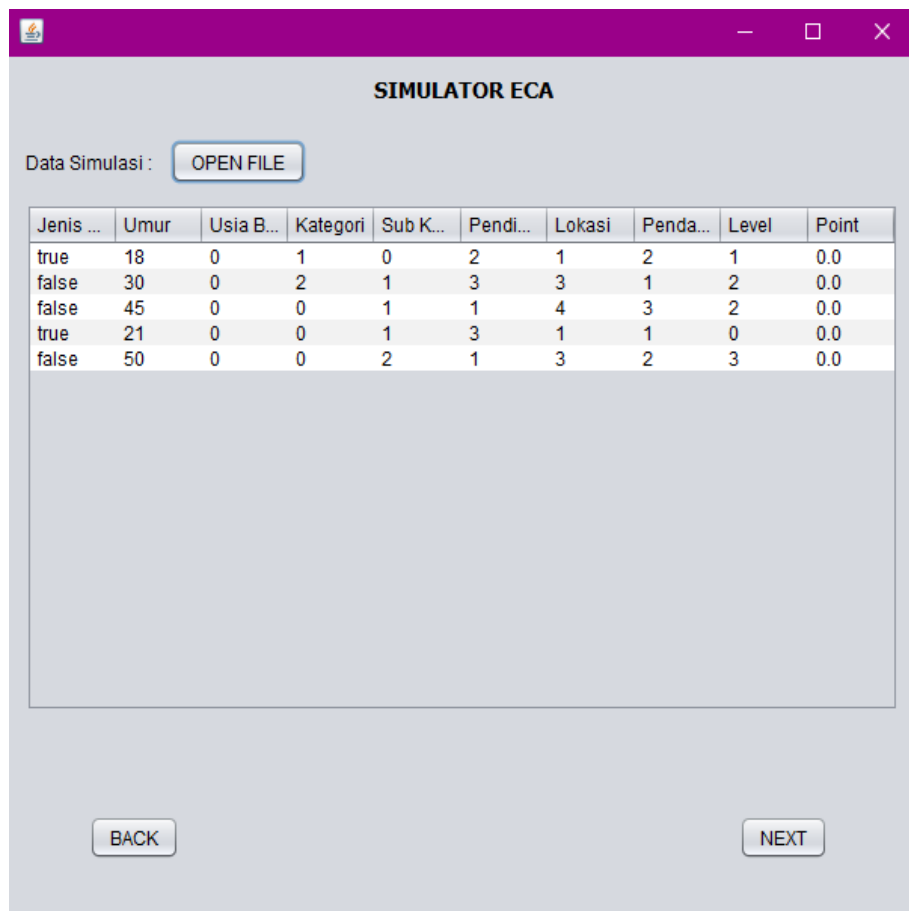 SIMULATOR ECA
Data Simulasi : OPEN FILE
Jenis ... Umur Usia B... Kategori Sub K... Pendi... Lokasi Penda... Level Point
true 18 0 1 0 2 1 2 1 0.0
false 30 0 2 1 3 3 1 2 0.0
false 45 0 0 1 1 4 3 2 0.0
true 21 0 0 1 3 1 1 0 0.0
false 50 0 0 2 1 3 2 3 0.0
BACK NEXT